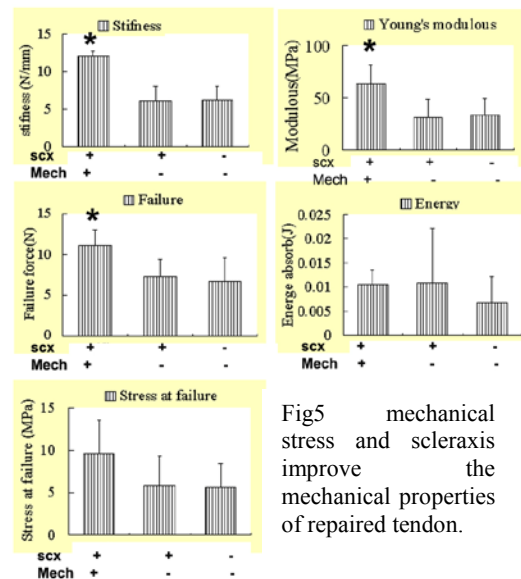 Stifness
*
stifness (N/mm)
15
10
5
0
scx + + -
Mech + - -
Young's modulous
*
Modulous(MPa)
100
50
0
scx + + -
Mech + - -
Failure
*
Failure force(N)
15
10
5
0
scx + + -
Mech + - -
Energy
Energe absorb(J)
0.025
0.02
0.015
0.01
0.005
0
scx + + -
Mech + - -
Stress at failure
Stress at failure (MPa)
15
10
5
0
scx + + -
Mech + - -
Fig5 mechanical
stress and scleraxis
improve the
mechanical properties
of repaired tendon.